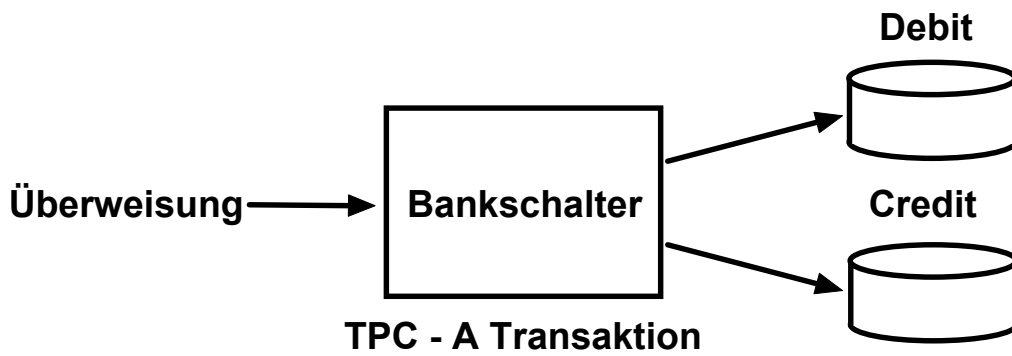 Debit
Überweisung
Bankschalter
Credit
TPC - A Transaktion